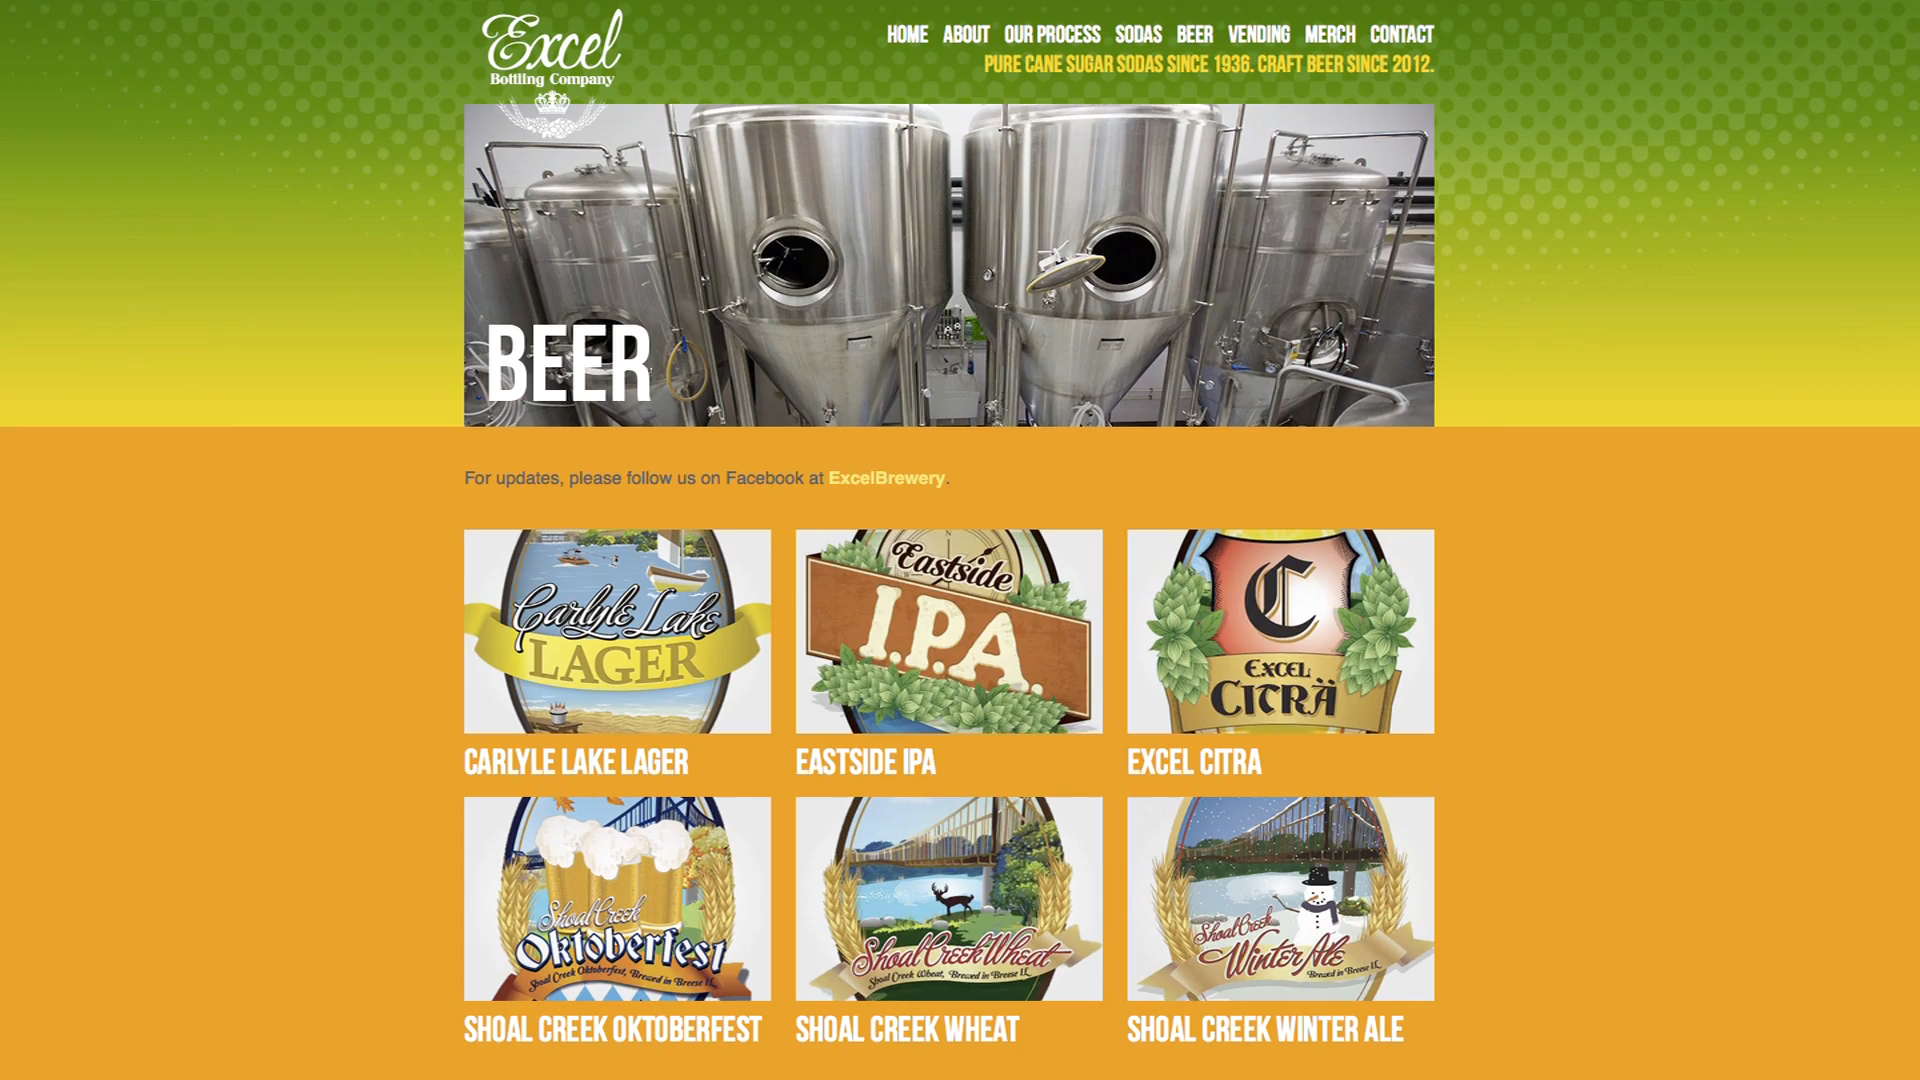 Excel
Bottling Company
HOME ABOUT OUR PROCESS SODAS BEER VENDING MERCH CONTACT
PURE CANE SUGAR SODAS SINCE 1936. CRAFT BEER SINCE 2012.
BEER
For updates, please follow us on Facebook at ExcelBrewery.
Carlyle Lake
LAGER
Eastside
I.P.A.
C
EXCEL
CITRÄ
CARLYLE LAKE LAGER
EASTSIDE IPA
EXCEL CITRA
Shoal Creek
Oktoberfest
Shoal Creek Oktoberfest, Brewed in Breese IL
Shoal Creek Wheat
Shoal Creek Wheat, Brewed in Breese IL
Shoal Creek
Winter Ale
Brewed in Breese IL
SHOAL CREEK OKTOBERFEST
SHOAL CREEK WHEAT
SHOAL CREEK WINTER ALE